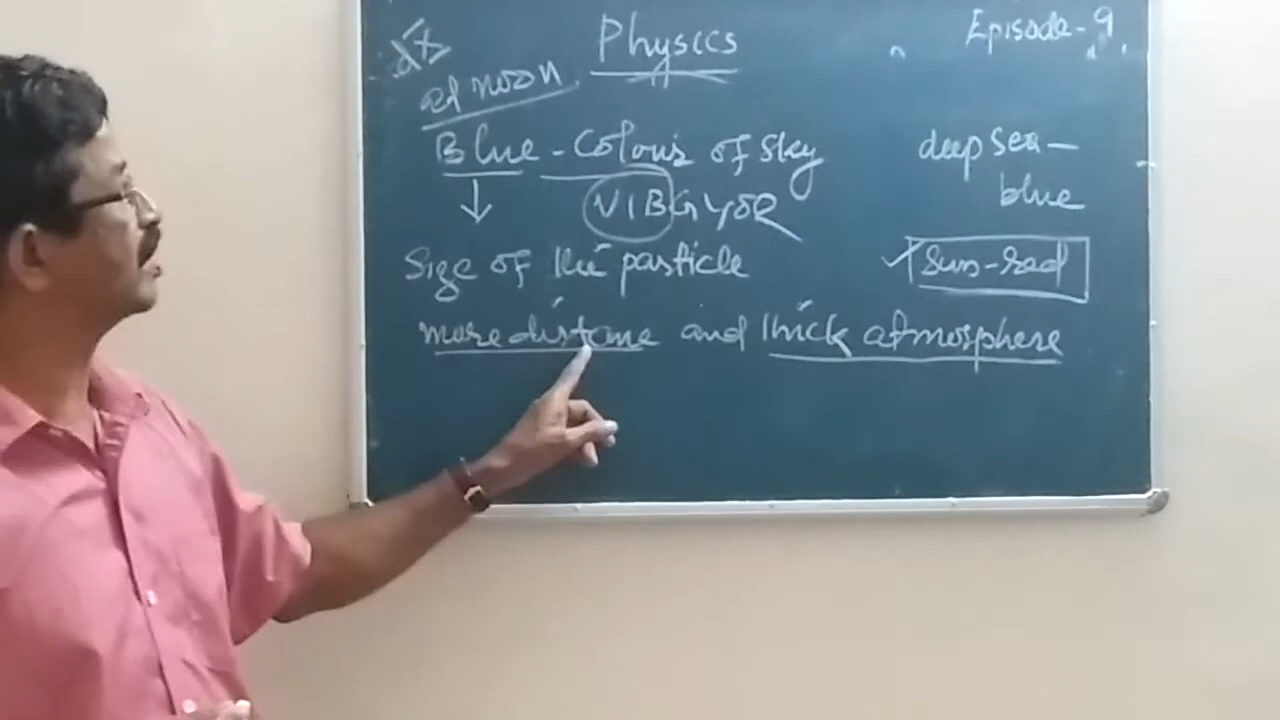 Physics
Episode-9
at noon
Blue - Colour of sky
VIBGYOR
deep sea -
blue
Size of the particle
Sun-red
more distane and thick atmosphere